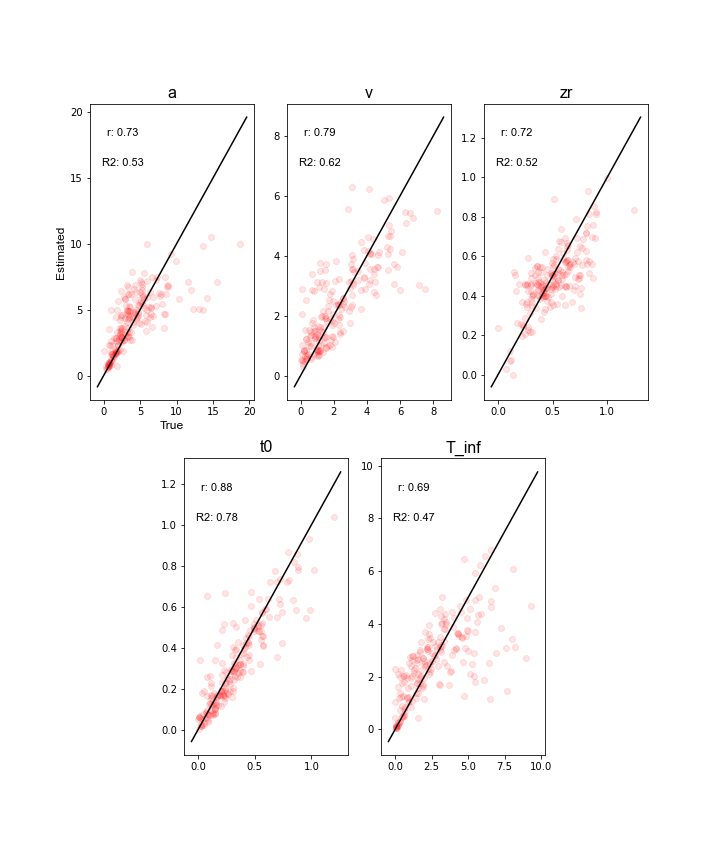 a
v
zr
r: 0.73
R2: 0.53
r: 0.79
R2: 0.62
r: 0.72
R2: 0.52
Estimated
20
15
10
5
0
8
6
4
2
0
1.2
1.0
0.8
0.6
0.4
0.2
0.0
0 5 10 15 20
0 2 4 6 8
0.0 0.5 1.0
True
t0
T_inf
r: 0.88
R2: 0.78
r: 0.69
R2: 0.47
1.2
1.0
0.8
0.6
0.4
0.2
0.0
10
8
6
4
2
0
0.0 0.5 1.0
0.0 2.5 5.0 7.5 10.0